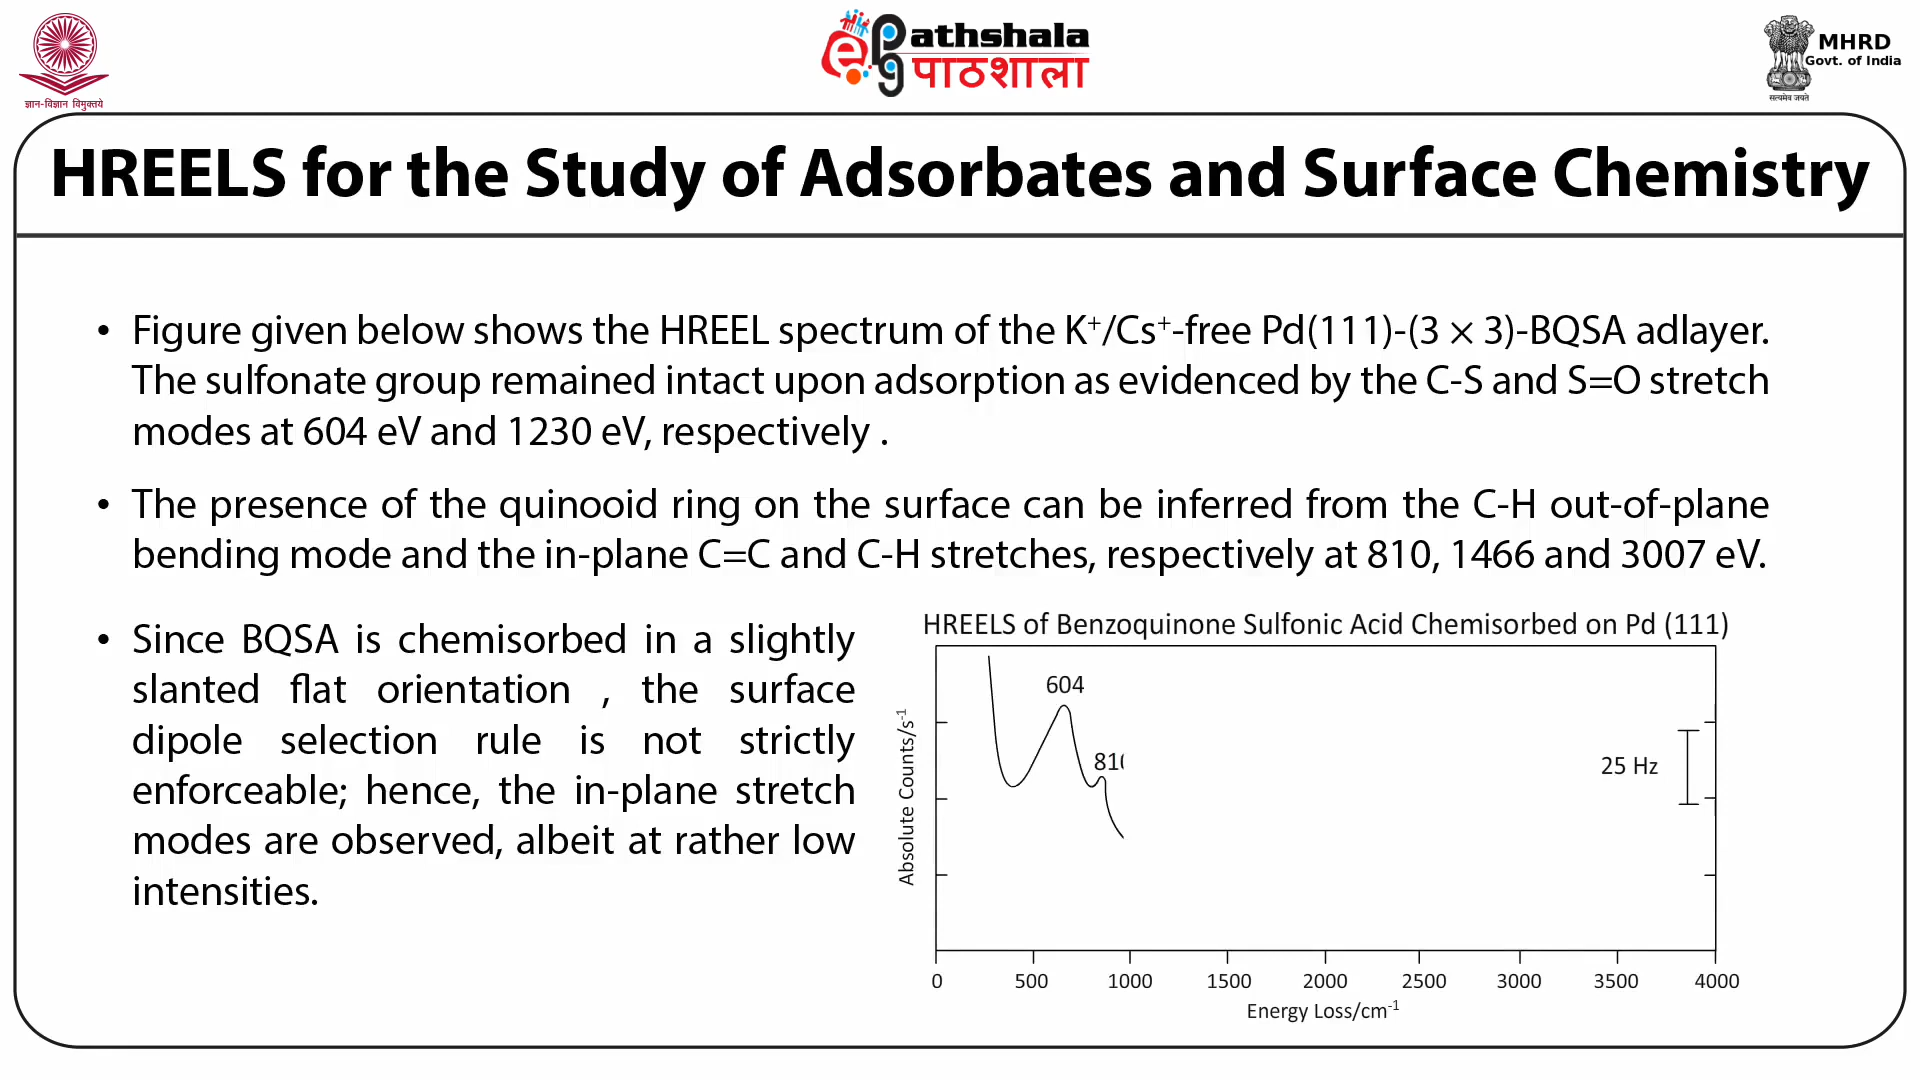 ज्ञान-विज्ञान विमुक्तये
ePathshala
पाठशाला
MHRD
Govt. of India
सत्यमेव जयते
HREELS for the Study of Adsorbates and Surface Chemistry
• Figure given below shows the HREEL spectrum of the K⁺/Cs⁺-free Pd(111)-(3 × 3)-BQSA adlayer.
The sulfonate group remained intact upon adsorption as evidenced by the C-S and S=O stretch
modes at 604 eV and 1230 eV, respectively .
• The presence of the quinooid ring on the surface can be inferred from the C-H out-of-plane
bending mode and the in-plane C=C and C-H stretches, respectively at 810, 1466 and 3007 eV.
• Since BQSA is chemisorbed in a slightly
slanted flat orientation , the surface
dipole selection rule is not strictly
enforceable; hence, the in-plane stretch
modes are observed, albeit at rather low
intensities.
HREELS of Benzoquinone Sulfonic Acid Chemisorbed on Pd (111)
Absolute Counts/s⁻¹
604
810
25 Hz
0 500 1000 1500 2000 2500 3000 3500 4000
Energy Loss/cm⁻¹